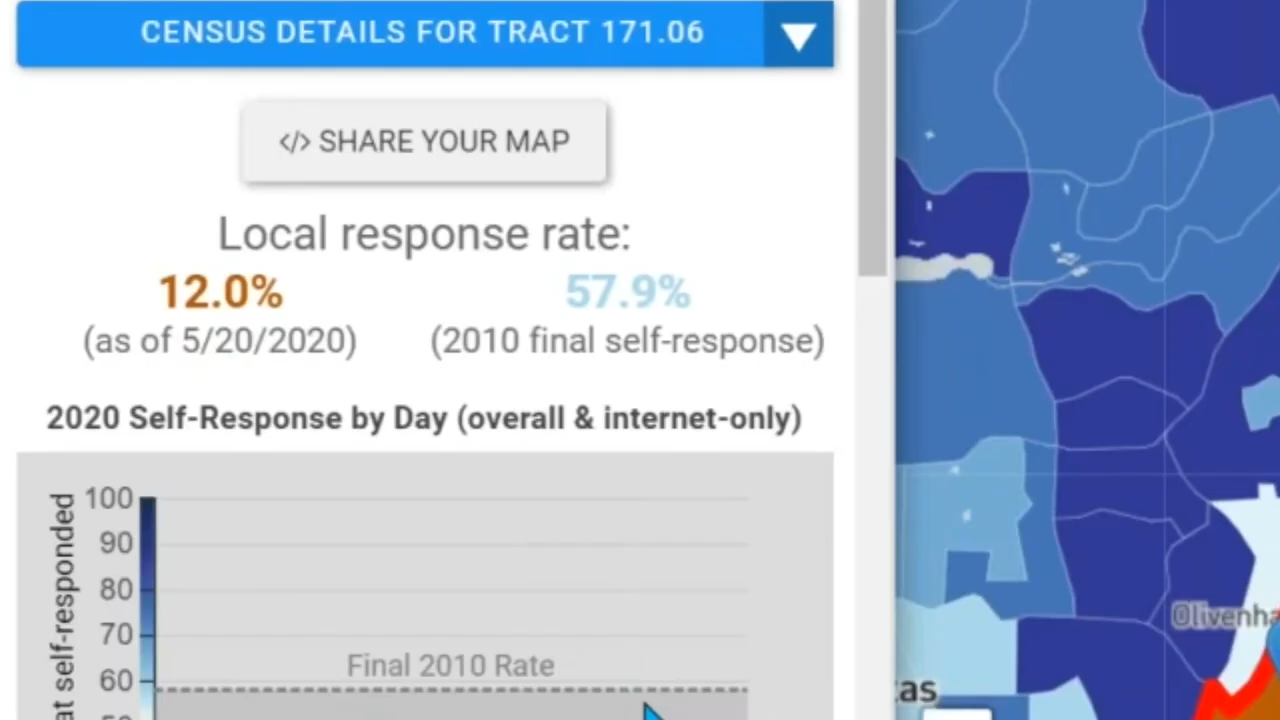 CENSUS DETAILS FOR TRACT 171.06
</> SHARE YOUR MAP
Local response rate:
12.0% 57.9%
(as of 5/20/2020) (2010 final self-response)
2020 Self-Response by Day (overall & internet-only)
100
90
80
70
60
at self-responded
Final 2010 Rate
Olivenha
as